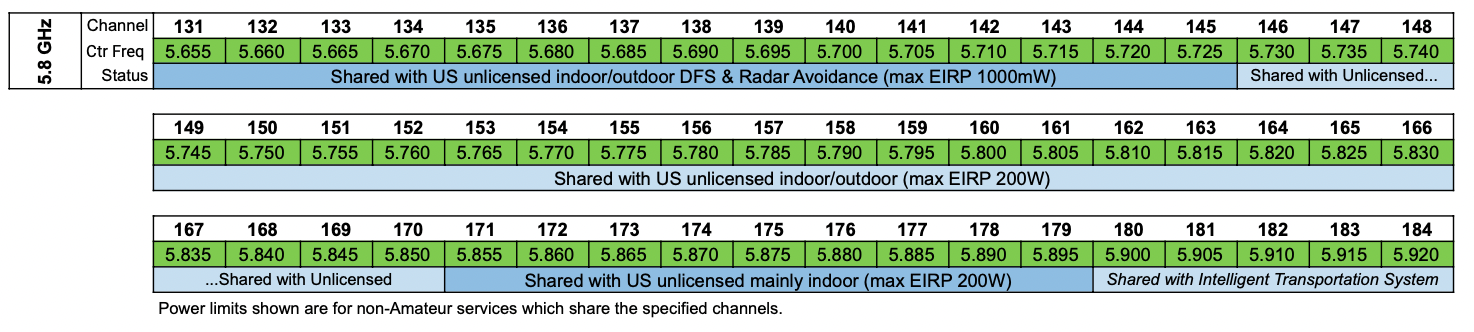 5.8 GHz
Channel 131 132 133 134 135 136 137 138 139 140 141 142 143 144 145 146 147 148
Ctr Freq 5.655 5.660 5.665 5.670 5.675 5.680 5.685 5.690 5.695 5.700 5.705 5.710 5.715 5.720 5.725 5.730 5.735 5.740
Status Shared with US unlicensed indoor/outdoor DFS & Radar Avoidance (max EIRP 1000mW) Shared with Unlicensed...
149 150 151 152 153 154 155 156 157 158 159 160 161 162 163 164 165 166
5.745 5.750 5.755 5.760 5.765 5.770 5.775 5.780 5.785 5.790 5.795 5.800 5.805 5.810 5.815 5.820 5.825 5.830
Shared with US unlicensed indoor/outdoor (max EIRP 200W)
167 168 169 170 171 172 173 174 175 176 177 178 179 180 181 182 183 184
5.835 5.840 5.845 5.850 5.855 5.860 5.865 5.870 5.875 5.880 5.885 5.890 5.895 5.900 5.905 5.910 5.915 5.920
...Shared with Unlicensed Shared with US unlicensed mainly indoor (max EIRP 200W) Shared with Intelligent Transportation System
Power limits shown are for non-Amateur services which share the specified channels.